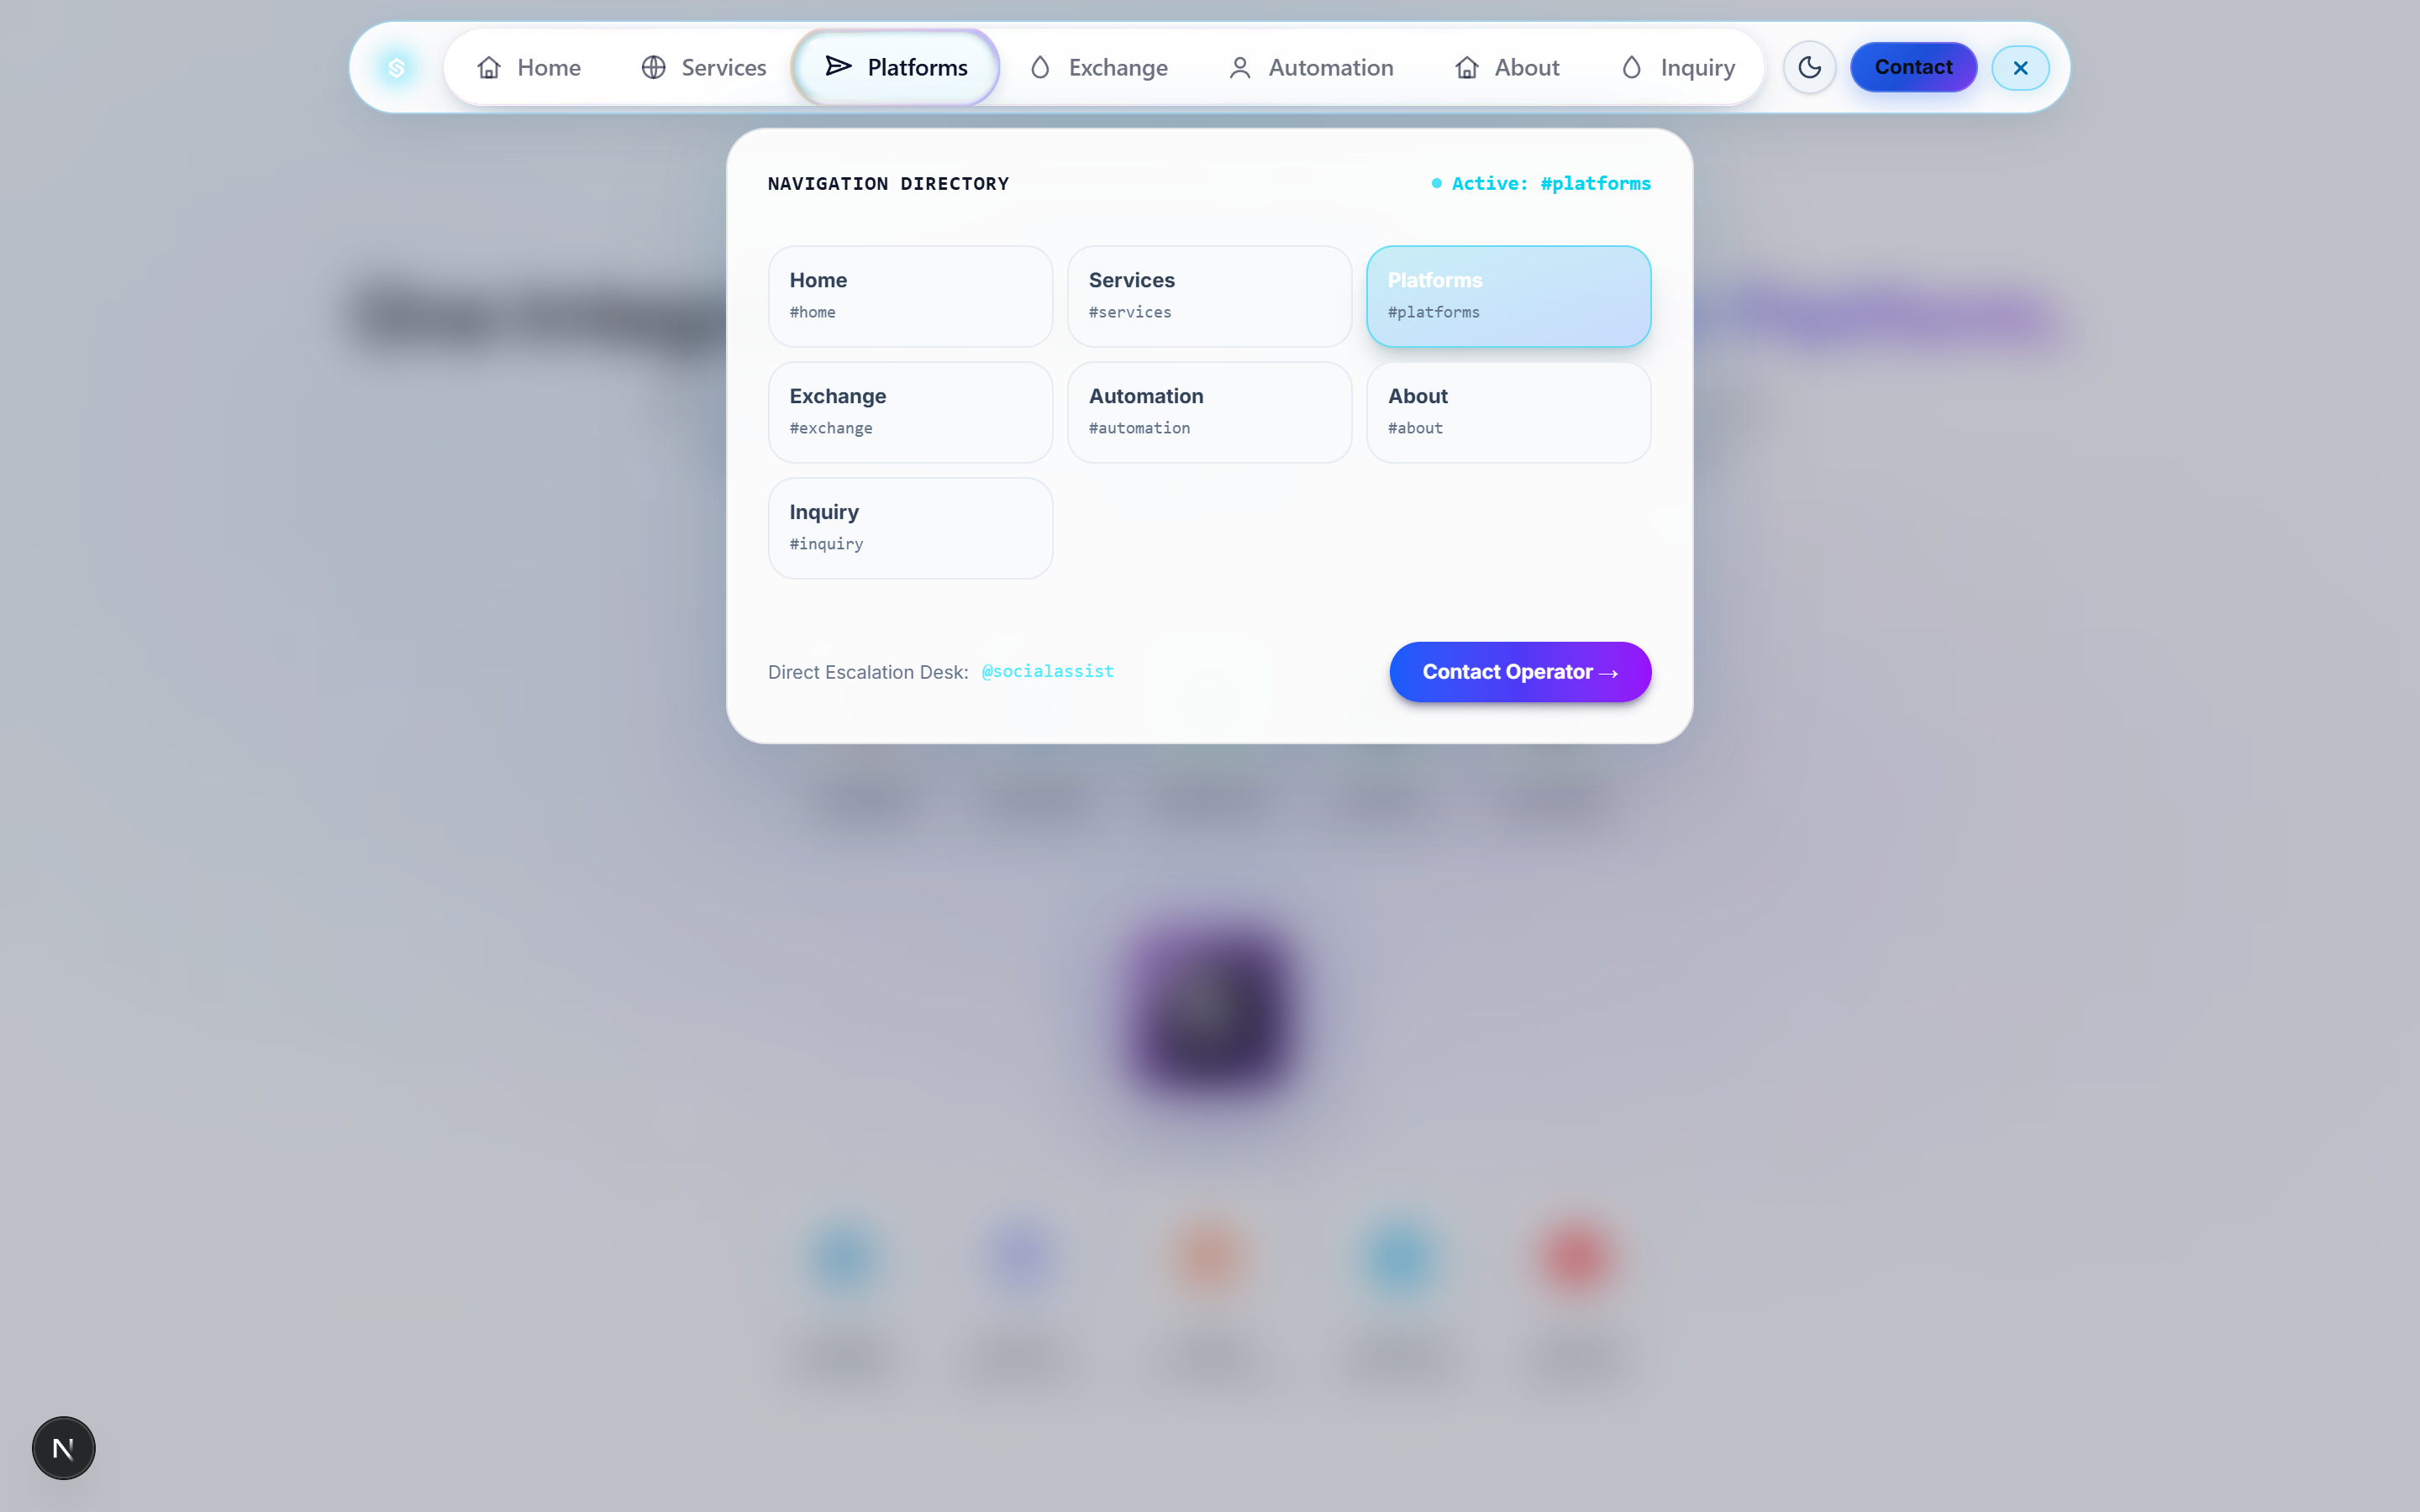 Home
Services
Platforms
Exchange
Automation
About
Inquiry
Contact
NAVIGATION DIRECTORY
Active: #platforms
Home
#home
Services
#services
Platforms
#platforms
Exchange
#exchange
Automation
#automation
About
#about
Inquiry
#inquiry
Direct Escalation Desk: @socialassist
Contact Operator →
N